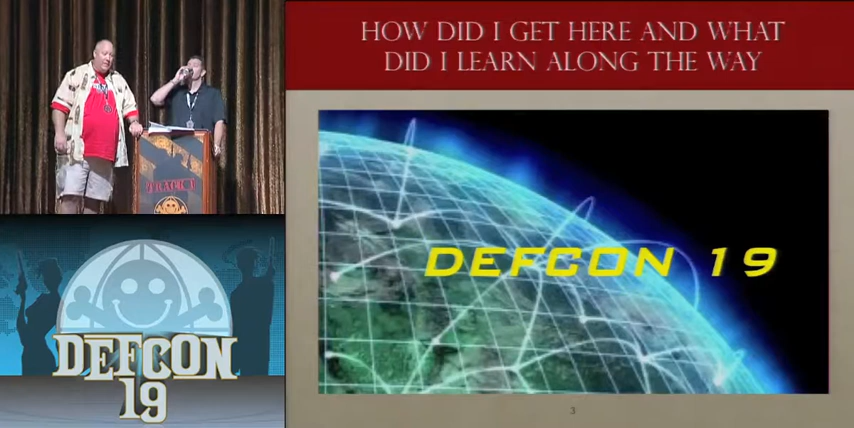 HOW DID I GET HERE AND WHAT
DID I LEARN ALONG THE WAY
DEFCON 19
TRACK 1
DEFCON
19
3